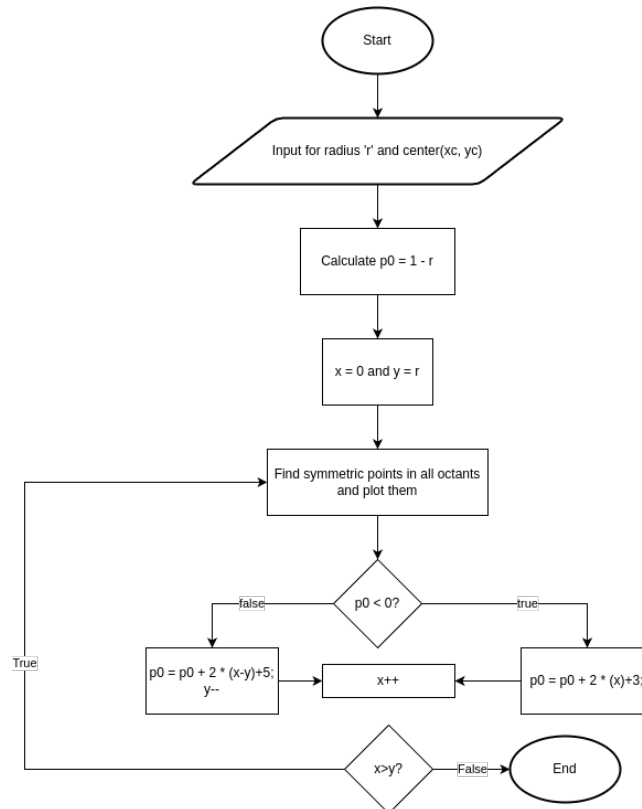 Start
Input for radius 'r' and center(xc, yc)
Calculate p0 = 1 - r
x = 0 and y = r
Find symmetric points in all octants
and plot them
p0 < 0?
false
true
p0 = p0 + 2 * (x-y)+5;
y--
x++
p0 = p0 + 2 * (x)+3;
True
x>y?
False
End